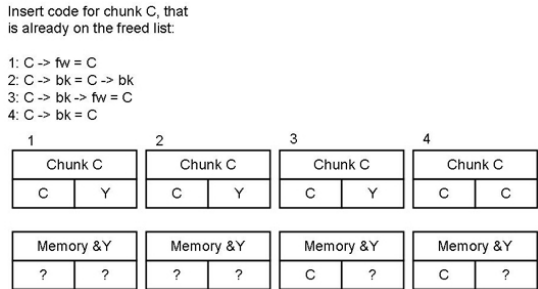 Insert code for chunk C, that
is already on the freed list:
1: C -> fw = C
2: C -> bk = C -> bk
3: C -> bk -> fw = C
4: C -> bk = C
1 2 3 4
Chunk C Chunk C Chunk C Chunk C
C Y C Y C Y C C
Memory &Y Memory &Y Memory &Y Memory &Y
? ? ? ? C ? C ?